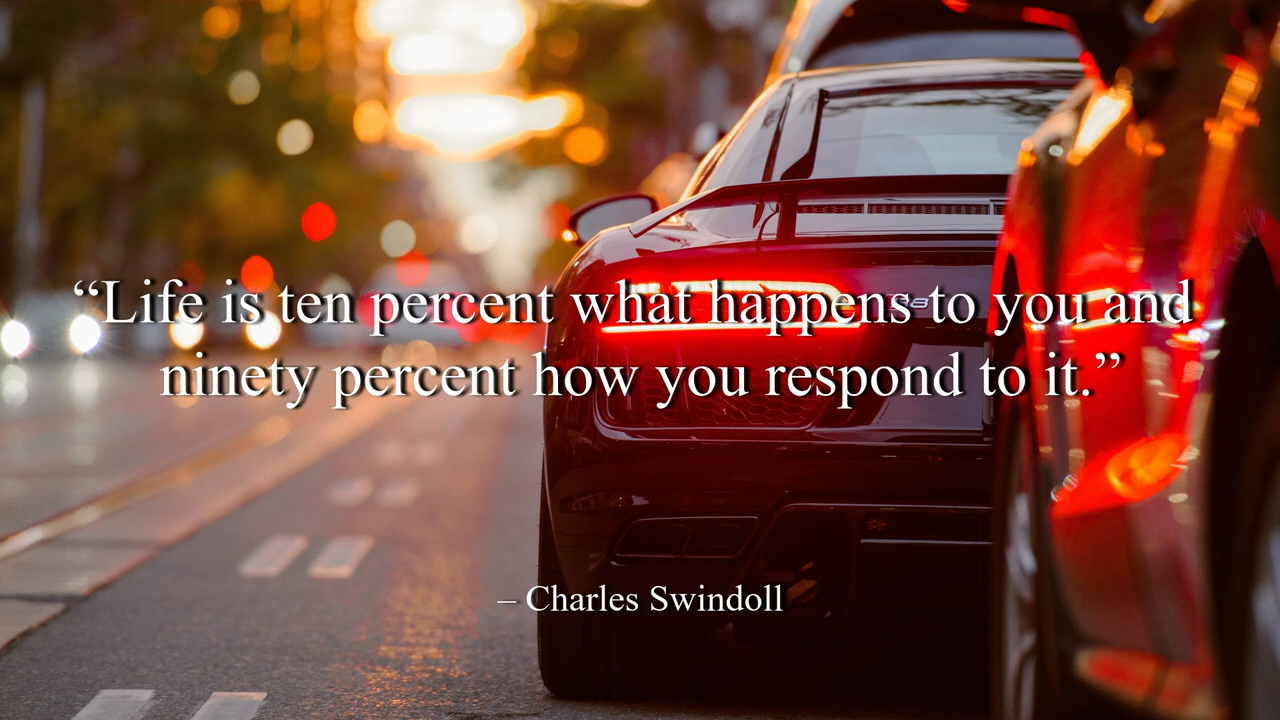 “Life is ten percent what happens to you and
ninety percent how you respond to it.”
– Charles Swindoll